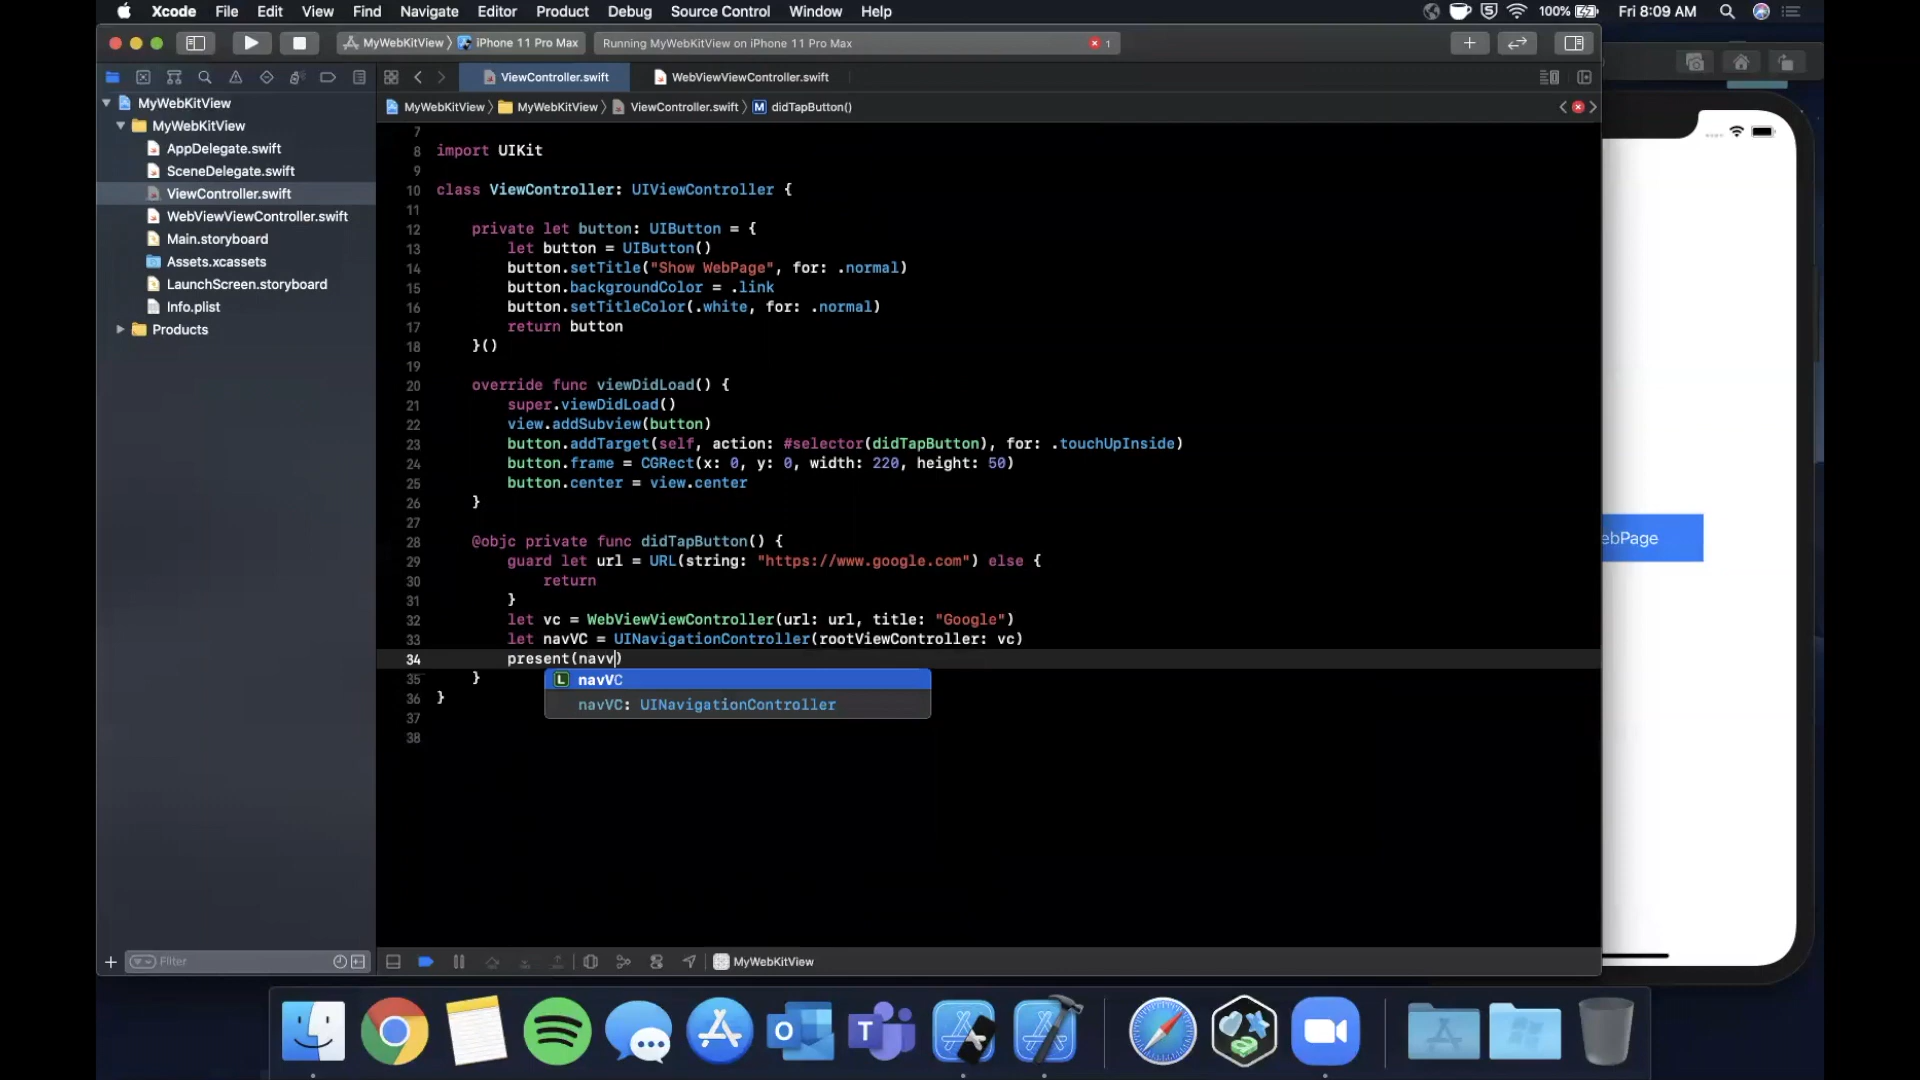 Xcode File Edit View Find Navigate Editor Product Debug Source Control Window Help 100% Fri 8:09 AM
MyWebKitView iPhone 11 Pro Max Running MyWebKitView on iPhone 11 Pro Max 1
ViewController.swift WebViewViewController.swift
MyWebKitView MyWebKitView ViewController.swift M didTapButton()
MyWebKitView
MyWebKitView
AppDelegate.swift
SceneDelegate.swift
ViewController.swift
WebViewViewController.swift
Main.storyboard
Assets.xcassets
LaunchScreen.storyboard
Info.plist
Products
7
8 import UIKit
9
10 class ViewController: UIViewController {
11
12 private let button: UIButton = {
13 let button = UIButton()
14 button.setTitle("Show WebPage", for: .normal)
15 button.backgroundColor = .link
16 button.setTitleColor(.white, for: .normal)
17 return button
18 }()
19
20 override func viewDidLoad() {
21 super.viewDidLoad()
22 view.addSubview(button)
23 button.addTarget(self, action: #selector(didTapButton), for: .touchUpInside)
24 button.frame = CGRect(x: 0, y: 0, width: 220, height: 50)
25 button.center = view.center
26 }
27
28 @objc private func didTapButton() {
29 guard let url = URL(string: "https://www.google.com") else {
30 return
31 }
32 let vc = WebViewViewController(url: url, title: "Google")
33 let navVC = UINavigationController(rootViewController: vc)
34 present(navv)
35 }
36 }
37
38
L navVC
navVC: UINavigationController
ebPage
Filter
MyWebKitView